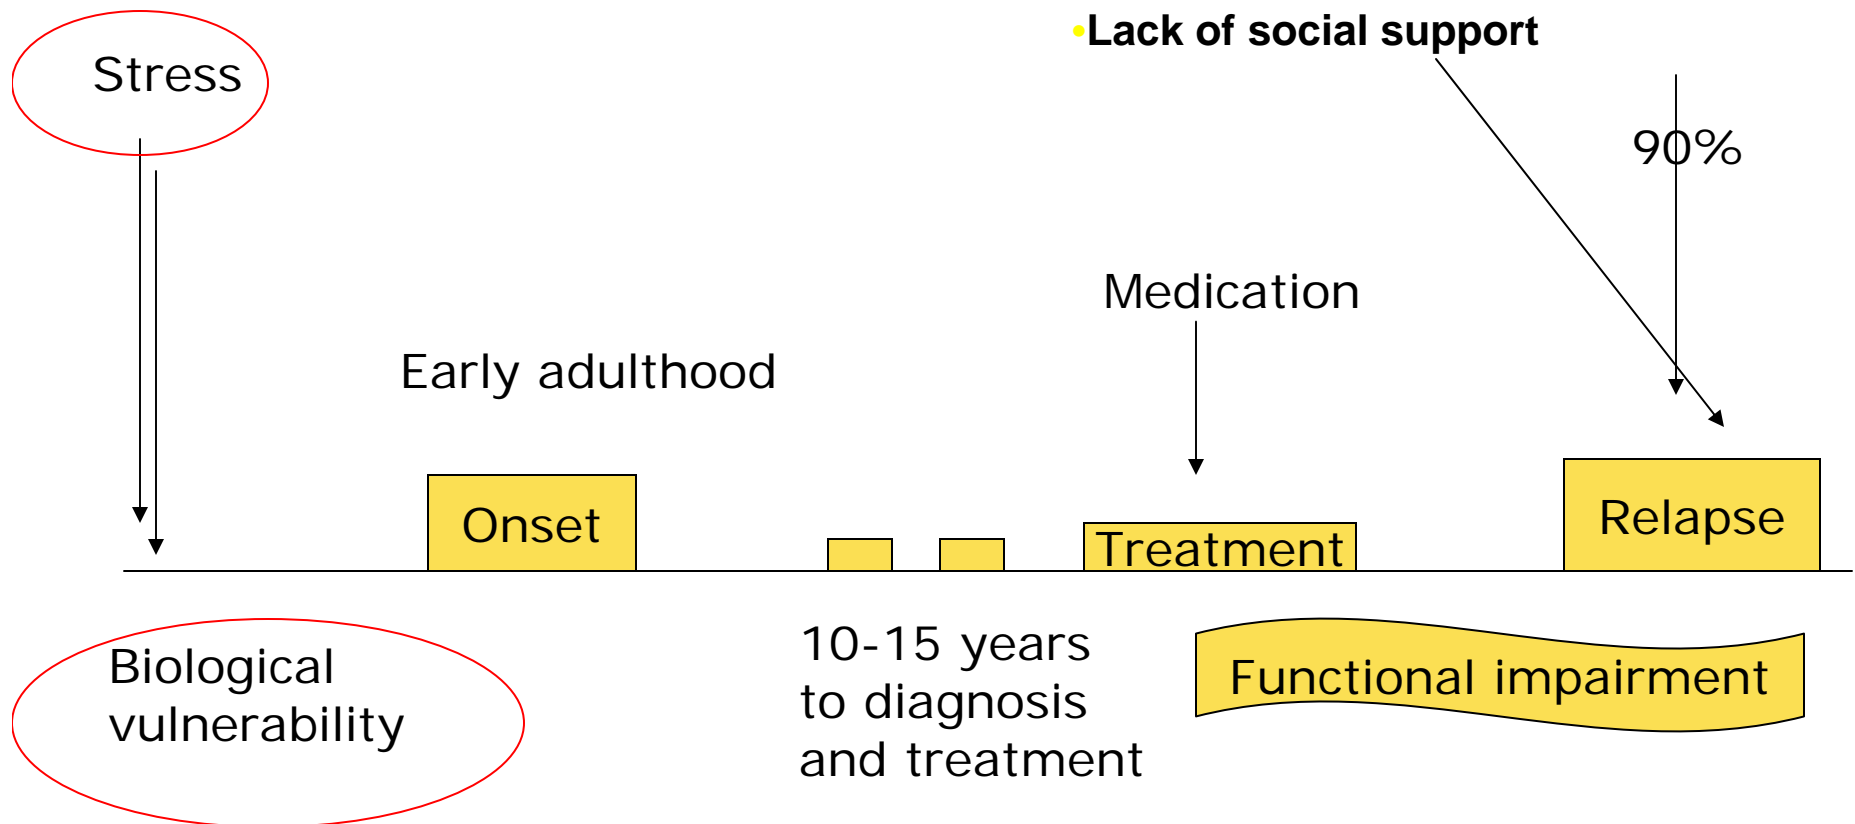 •Lack of social support
Stress
90%
Medication
Early adulthood
Onset
Treatment
Relapse
Biological
vulnerability
10-15 years
to diagnosis
and treatment
Functional impairment